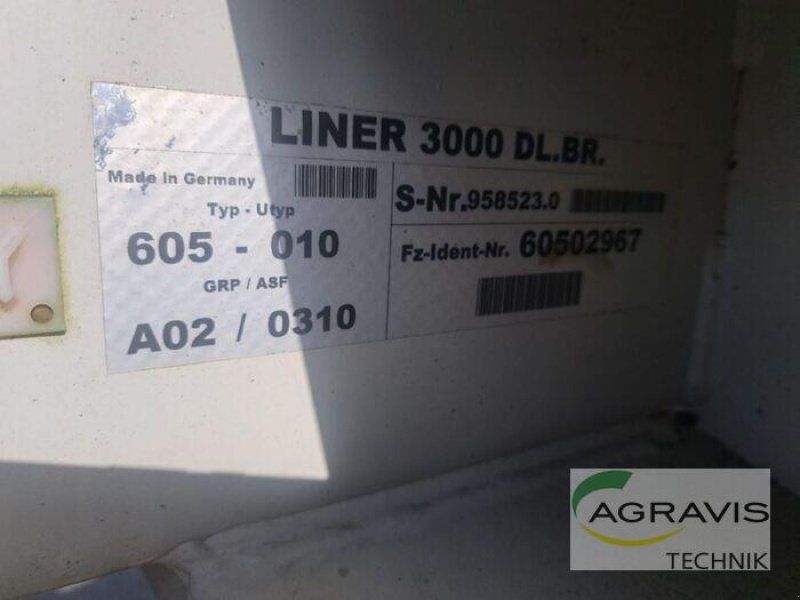 LINER 3000 DL.BR.
Made In Germany
Typ - Utyp
605 - 010
GRP / ASF
A02 / 0310
S-Nr.958523.0
Fz-Ident-Nr. 60502967
AGRAVIS
TECHNIK